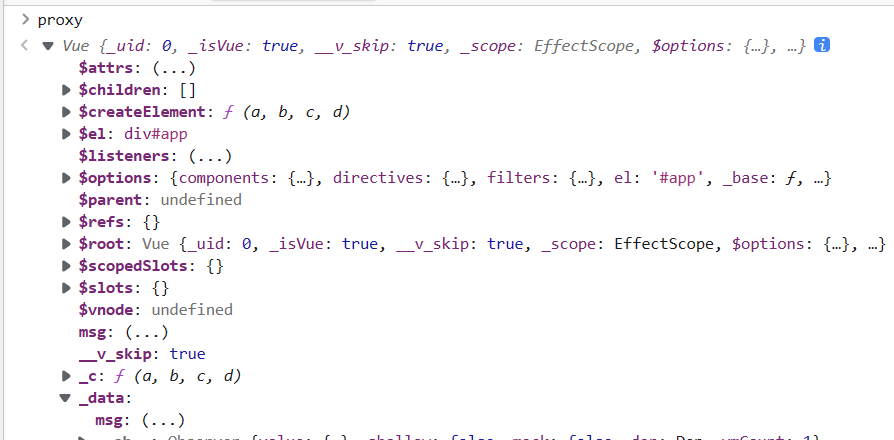 proxy
Vue {_uid: 0, _isVue: true, __v_skip: true, _scope: EffectScope, $options: {…}, …} i
$attrs: (...)
$children: []
$createElement: ƒ (a, b, c, d)
$el: div#app
$listeners: (...)
$options: {components: {…}, directives: {…}, filters: {…}, el: '#app', _base: ƒ, …}
$parent: undefined
$refs: {}
$root: Vue {_uid: 0, _isVue: true, __v_skip: true, _scope: EffectScope, $options: {…}, …}
$scopedSlots: {}
$slots: {}
$vnode: undefined
msg: (...)
__v_skip: true
_c: ƒ (a, b, c, d)
_data:
msg: (...)